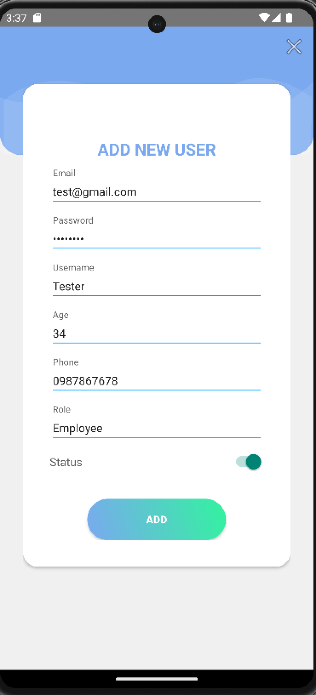 3:37
ADD NEW USER
Email
test@gmail.com
Password
••••••••
Username
Tester
Age
34
Phone
0987867678
Role
Employee
Status
ADD